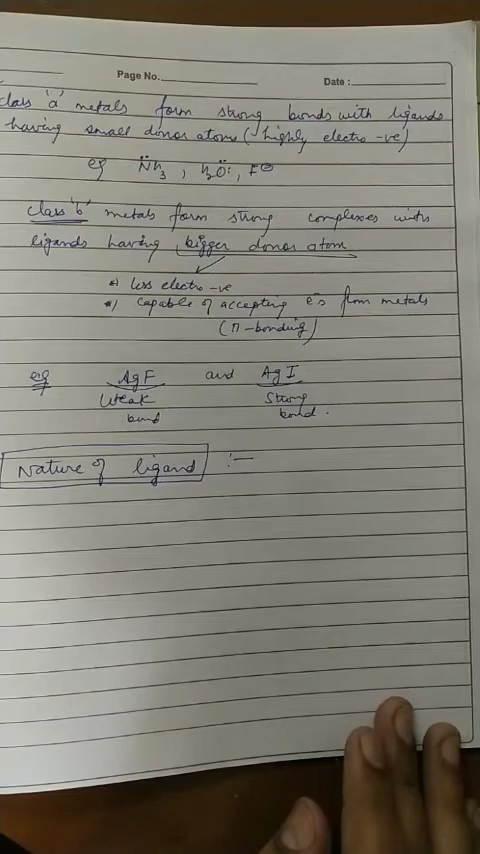 Page No.
Date :
class 'a' metals form strong bonds with ligands
having small donor atoms (highly electro -ve)
eg N̈H3 , H2Ö: , F⊖
class 'b' metals form strong complexes with
ligands having bigger donor atom
*) less electro -ve
*) capable of accepting e's from metals
(π-bonding)
eg AgF and AgI
Weak Strong
bond bond.
Nature of ligand :-